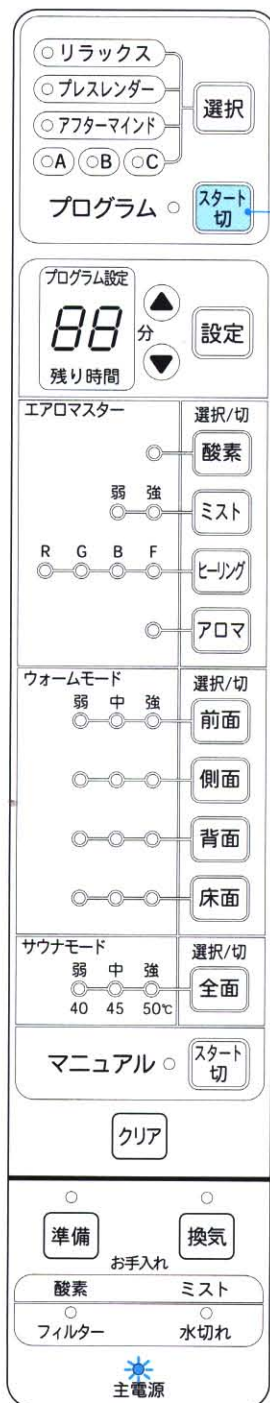 リラックス
ブレスレンダー
アフターマインド
A B C
選択
プログラム
スタート
切
プログラム設定
88 分
残り時間
設定
エアロマスター
選択/切
酸素
弱 強
ミスト
R G B F
ヒーリング
アロマ
ウォームモード
選択/切
弱 中 強
前面
側面
背面
床面
サウナモード
選択/切
弱 中 強
全面
40 45 50℃
マニュアル
スタート
切
クリア
準備
換気
お手入れ
酸素 ミスト
フィルター 水切れ
主電源